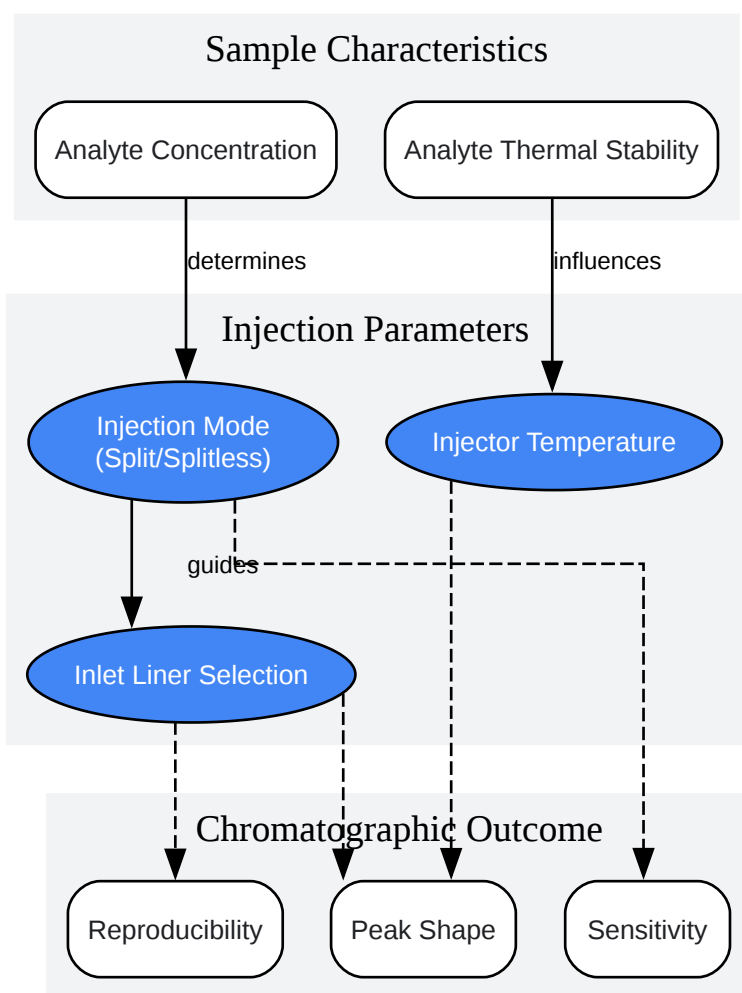 Sample Characteristics
Analyte Concentration
Analyte Thermal Stability
determines
influences
Injection Parameters
Injection Mode
(Split/Splitless)
Injector Temperature
guides
Inlet Liner Selection
Chromatographic Outcome
Reproducibility
Peak Shape
Sensitivity